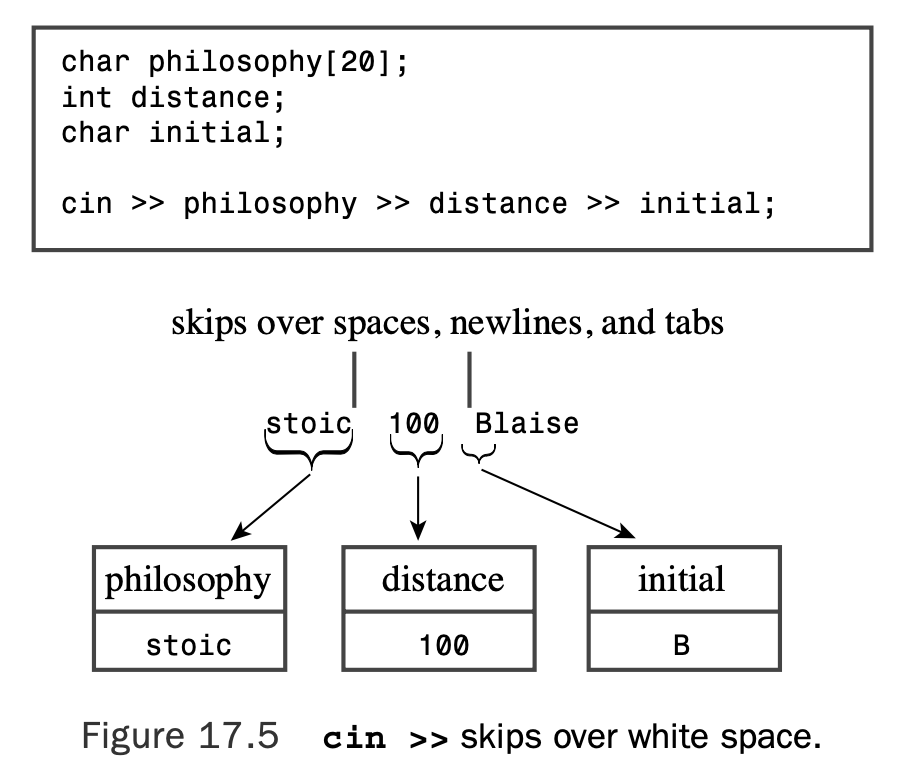 char philosophy[20];
int distance;
char initial;
cin >> philosophy >> distance >> initial;
skips over spaces, newlines, and tabs
stoic 100 Blaise
philosophy distance initial
stoic 100 B
Figure 17.5 cin >> skips over white space.